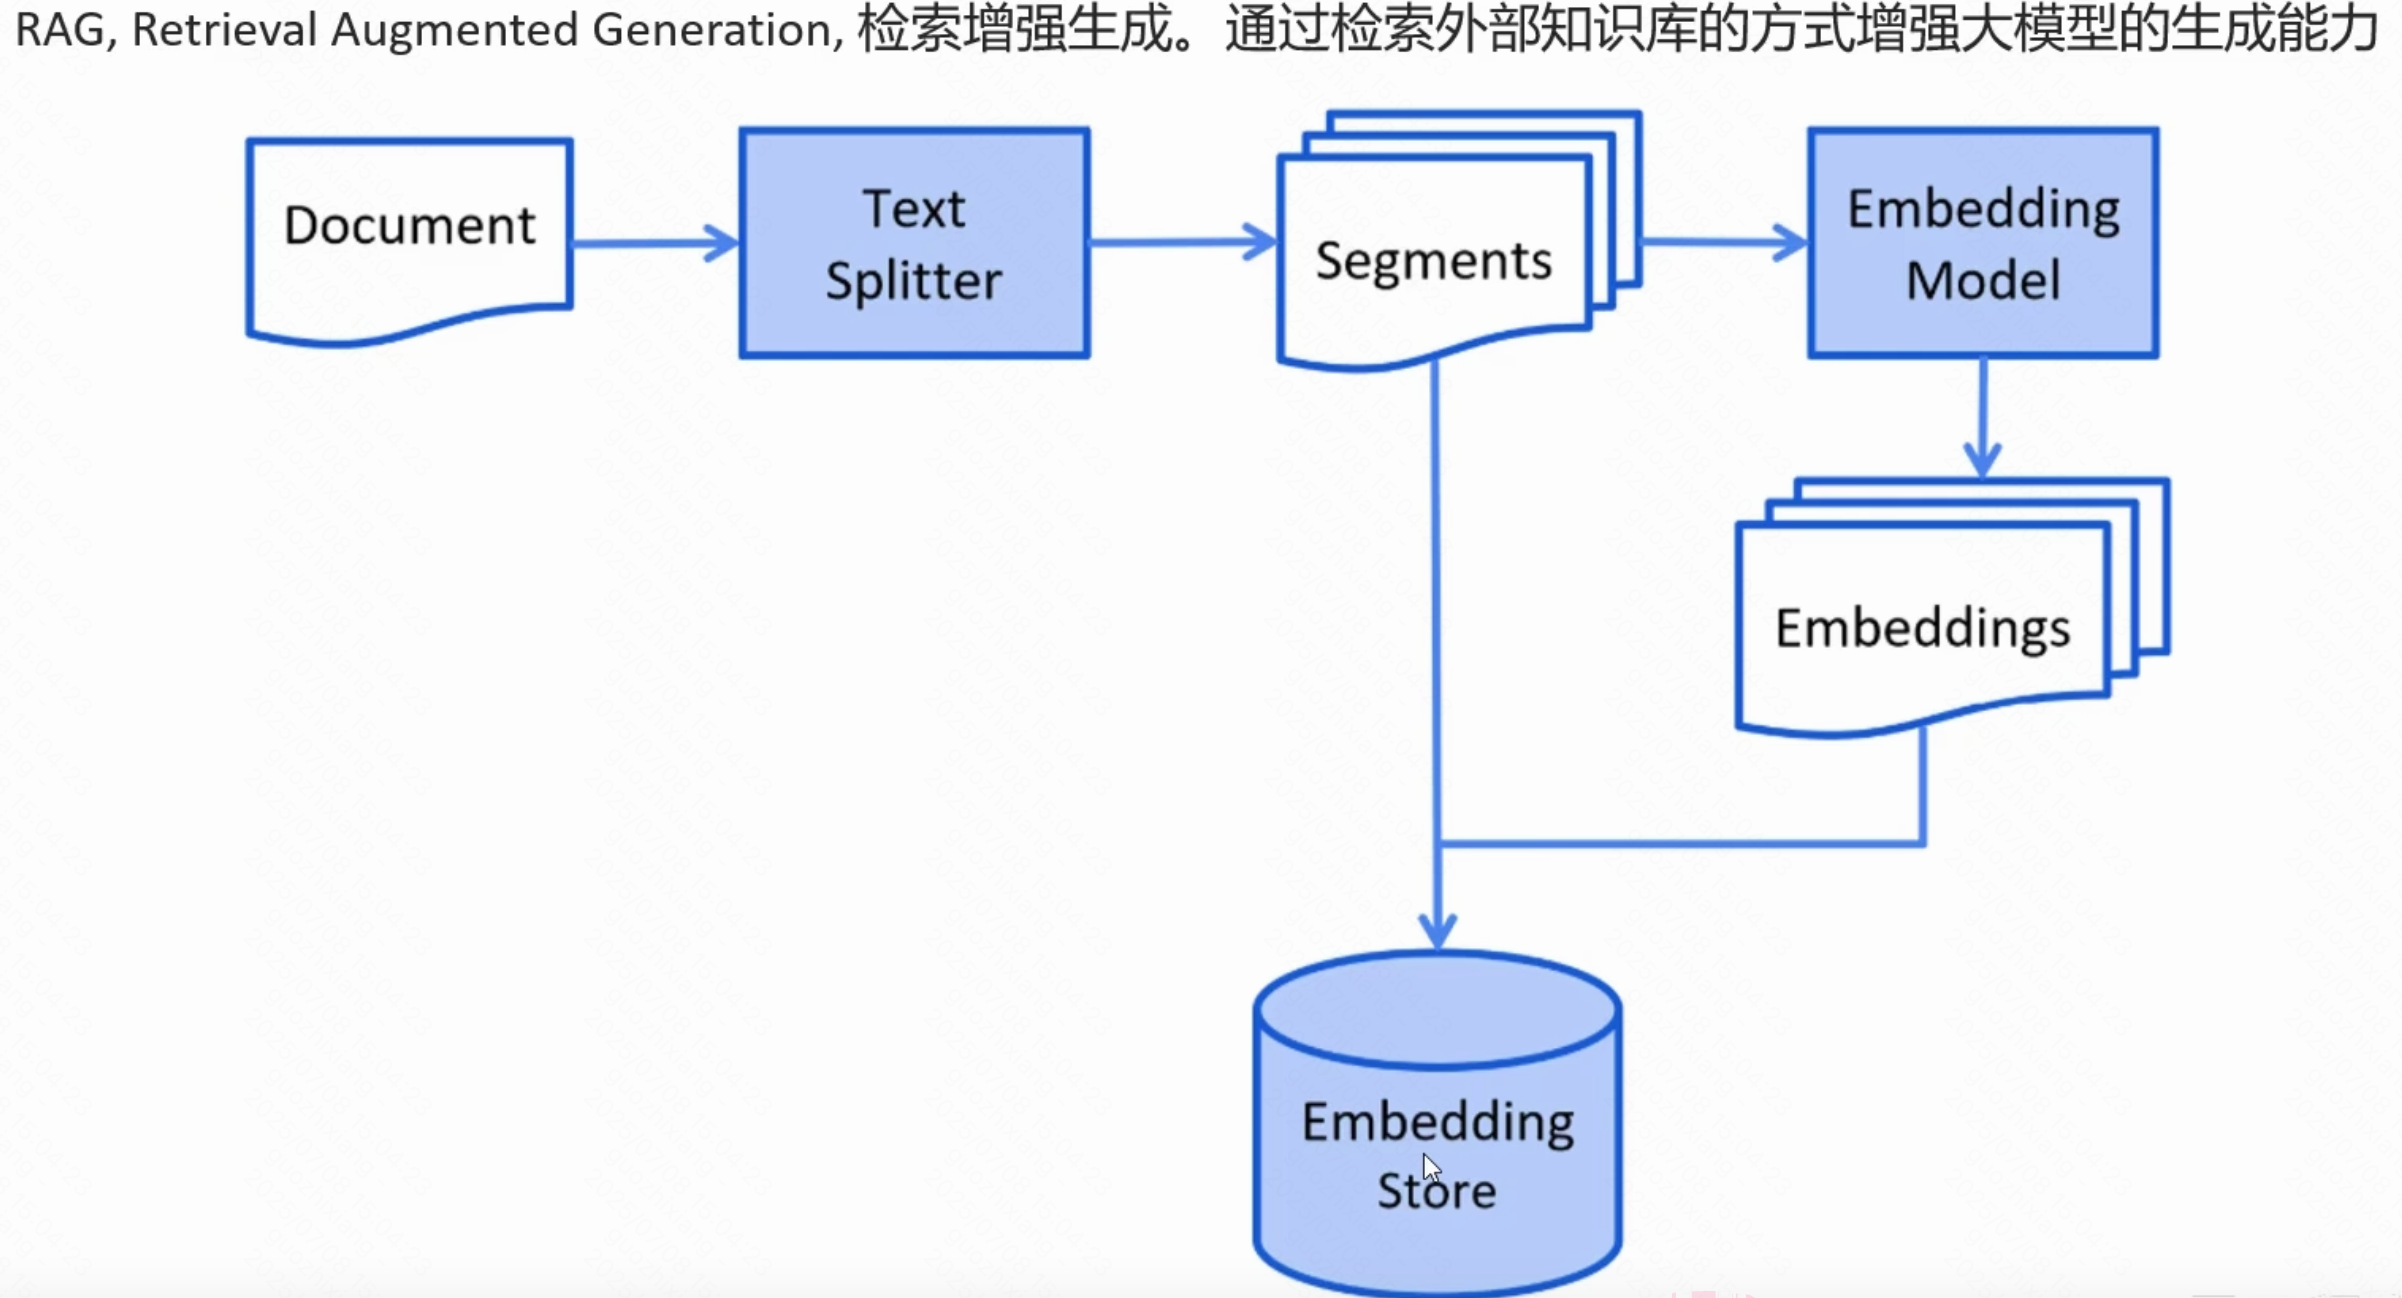 RAG, Retrieval Augmented Generation, 检索增强生成。通过检索外部知识库的方式增强大模型的生成能力
Document
Text
Splitter
Segments
Embedding
Model
Embeddings
Embedding
Store